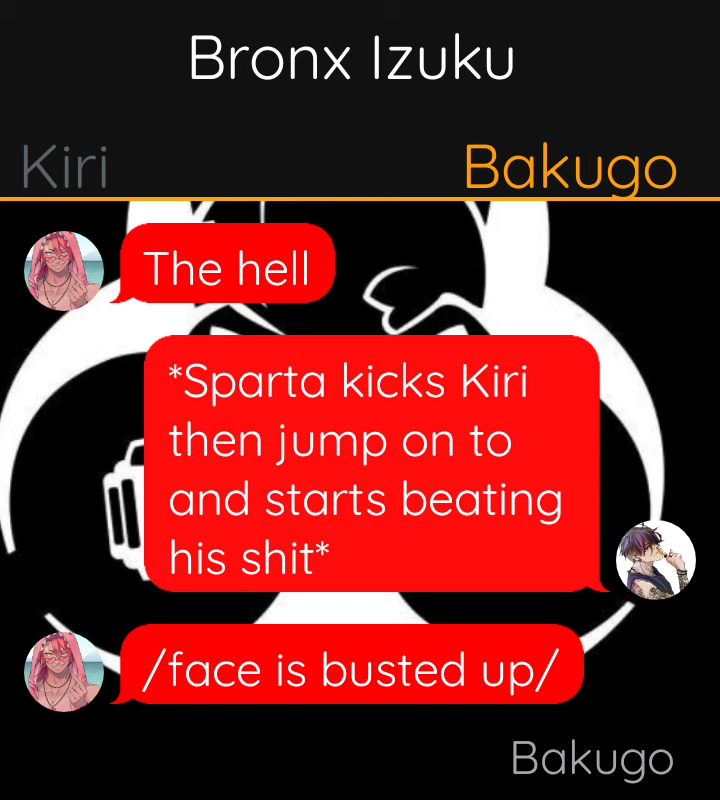 Bronx Izuku
Kiri
Bakugo
The hell
*Sparta kicks Kiri
then jump on to
and starts beating
his shit*
/face is busted up/
Bakugo